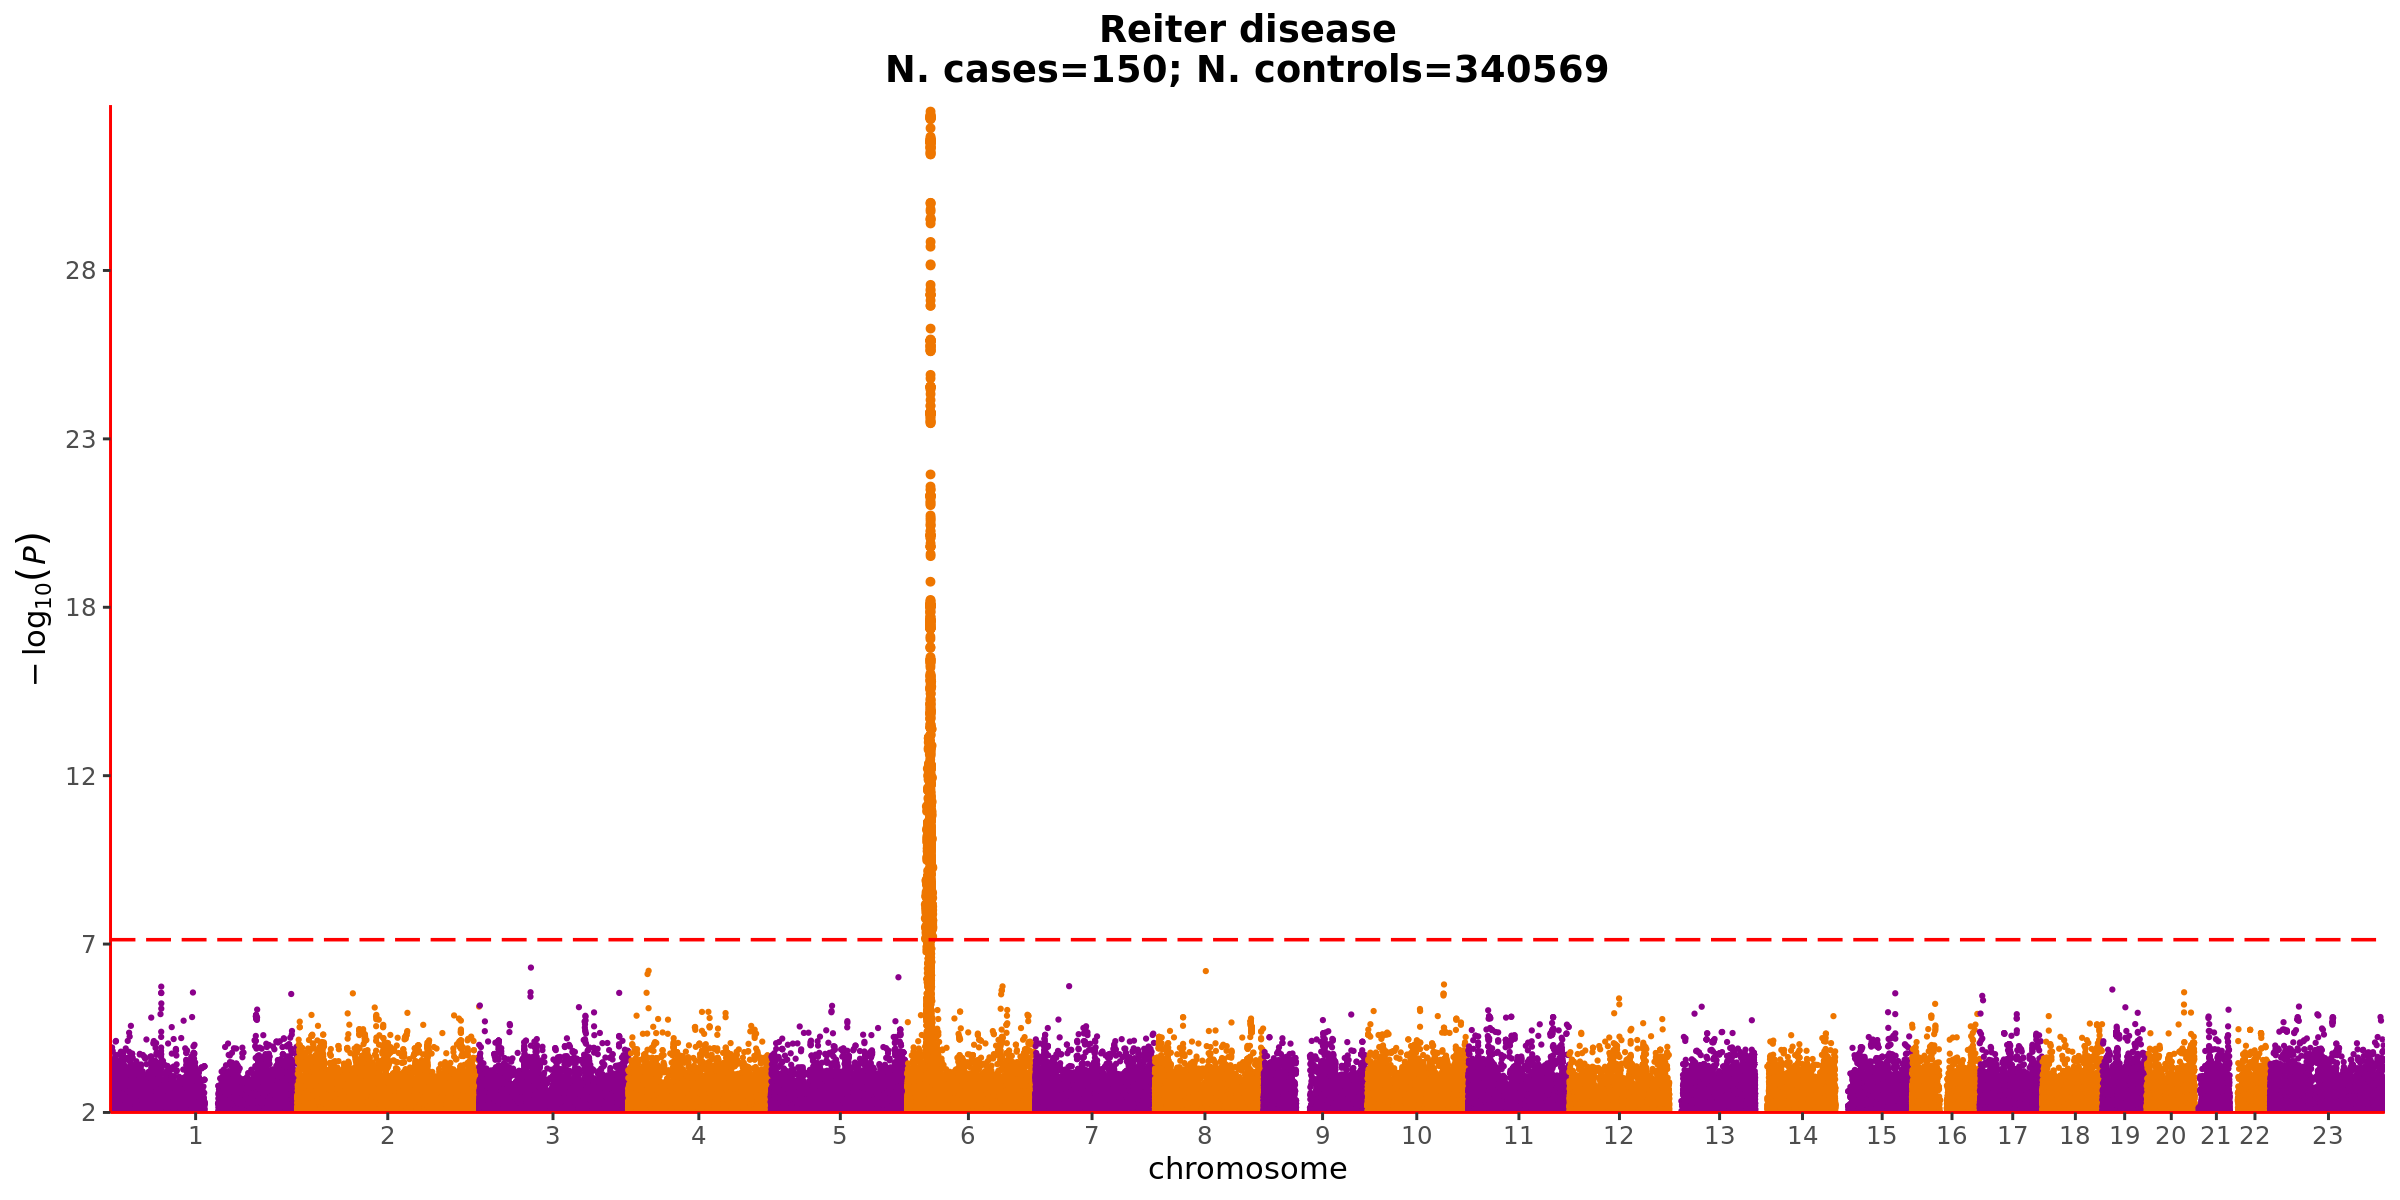 Reiter disease
N. cases=150; N. controls=340569
28
23
18
12
7
2
−log10(P)
1 2 3 4 5 6 7 8 9 10 11 12 13 14 15 16 17 18 19 20 21 22 23
chromosome